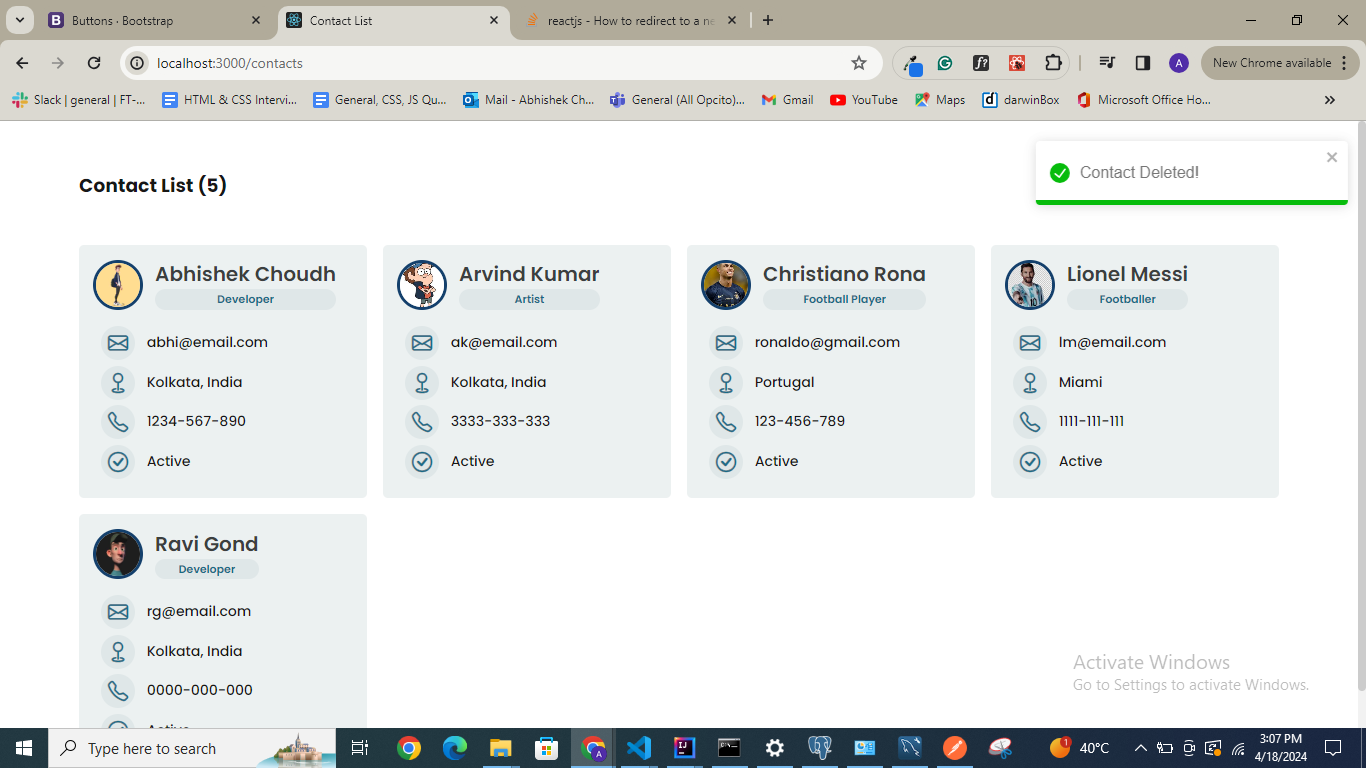 Buttons · Bootstrap
Contact List
reactjs - How to redirect to a ne
localhost:3000/contacts
New Chrome available
Slack | general | FT-...
HTML & CSS Intervi...
General, CSS, JS Qu...
Mail - Abhishek Ch...
General (All Opcito)...
Gmail
YouTube
Maps
darwinBox
Microsoft Office Ho...
Contact List (5)
Contact Deleted!
Abhishek Choudh
Developer
abhi@email.com
Kolkata, India
1234-567-890
Active
Arvind Kumar
Artist
ak@email.com
Kolkata, India
3333-333-333
Active
Christiano Rona
Football Player
ronaldo@gmail.com
Portugal
123-456-789
Active
Lionel Messi
Footballer
lm@email.com
Miami
1111-111-111
Active
Ravi Gond
Developer
rg@email.com
Kolkata, India
0000-000-000
Active
Activate Windows
Go to Settings to activate Windows.
Type here to search
40°C
3:07 PM
4/18/2024